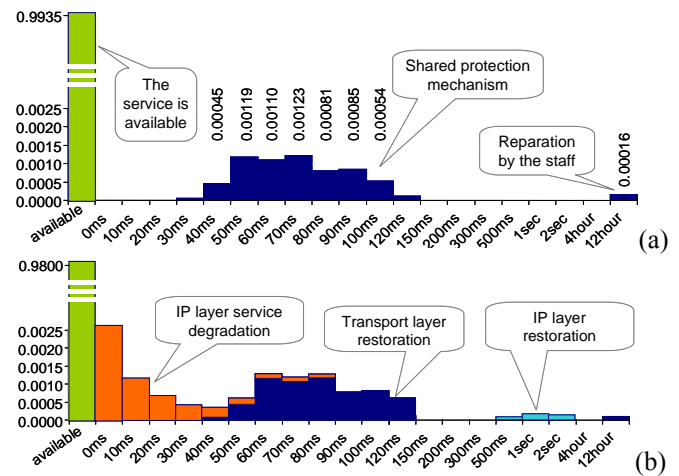 0.9935
0.0025
0.0020
0.0015
0.0010
0.0005
0.0000
The
service is
available
0.00045
0.00119
0.00110
0.00123
0.00081
0.00085
0.00054
Shared protection
mechanism
Reparation
by the staff
0.00016
available 0ms 10ms 20ms 30ms 40ms 50ms 60ms 70ms 80ms 90ms 100ms 120ms 150ms 200ms 300ms 500ms 1sec 2sec 4hour 12hour
(a)
0.9800
0.0025
0.0020
0.0015
0.0010
0.0005
0.0000
IP layer service
degradation
Transport layer
restoration
IP layer
restoration
available 0ms 10ms 20ms 30ms 40ms 50ms 60ms 70ms 80ms 90ms 100ms 120ms 150ms 200ms 300ms 500ms 1sec 2sec 4hour 12hour
(b)